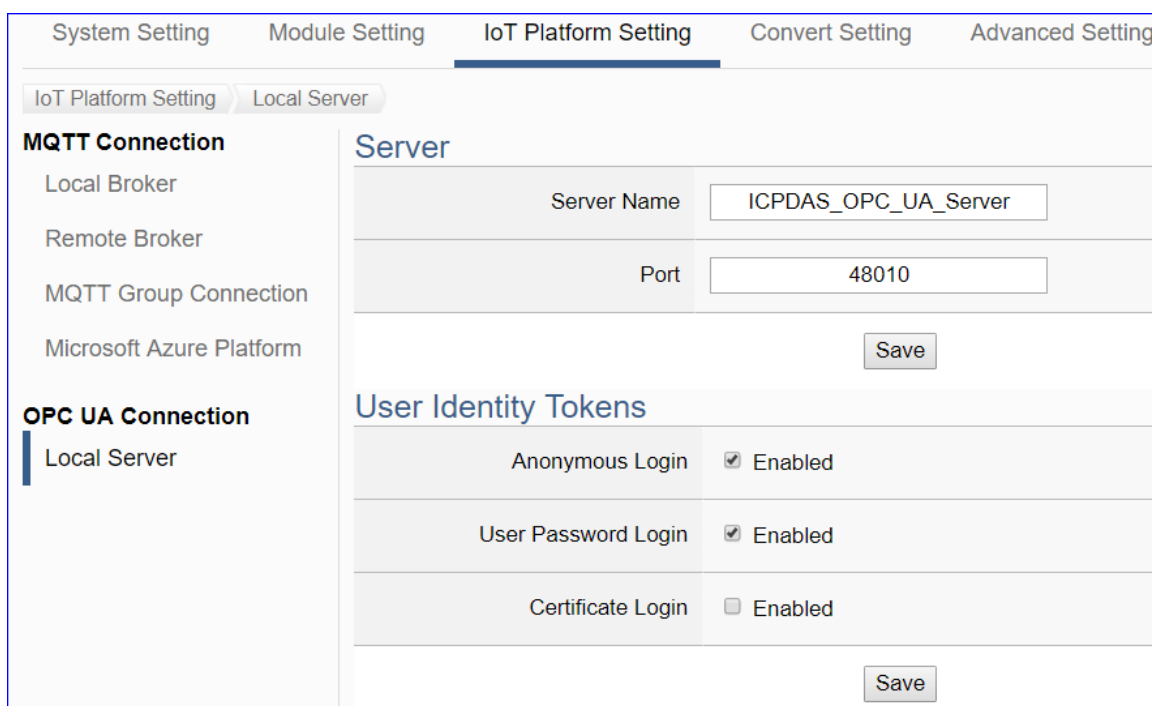 System Setting Module Setting IoT Platform Setting Convert Setting Advanced Setting
IoT Platform Setting Local Server
MQTT Connection
Local Broker
Remote Broker
MQTT Group Connection
Microsoft Azure Platform
OPC UA Connection
Local Server
Server
Server Name ICPDAS_OPC_UA_Server
Port 48010
Save
User Identity Tokens
Anonymous Login Enabled
User Password Login Enabled
Certificate Login Enabled
Save